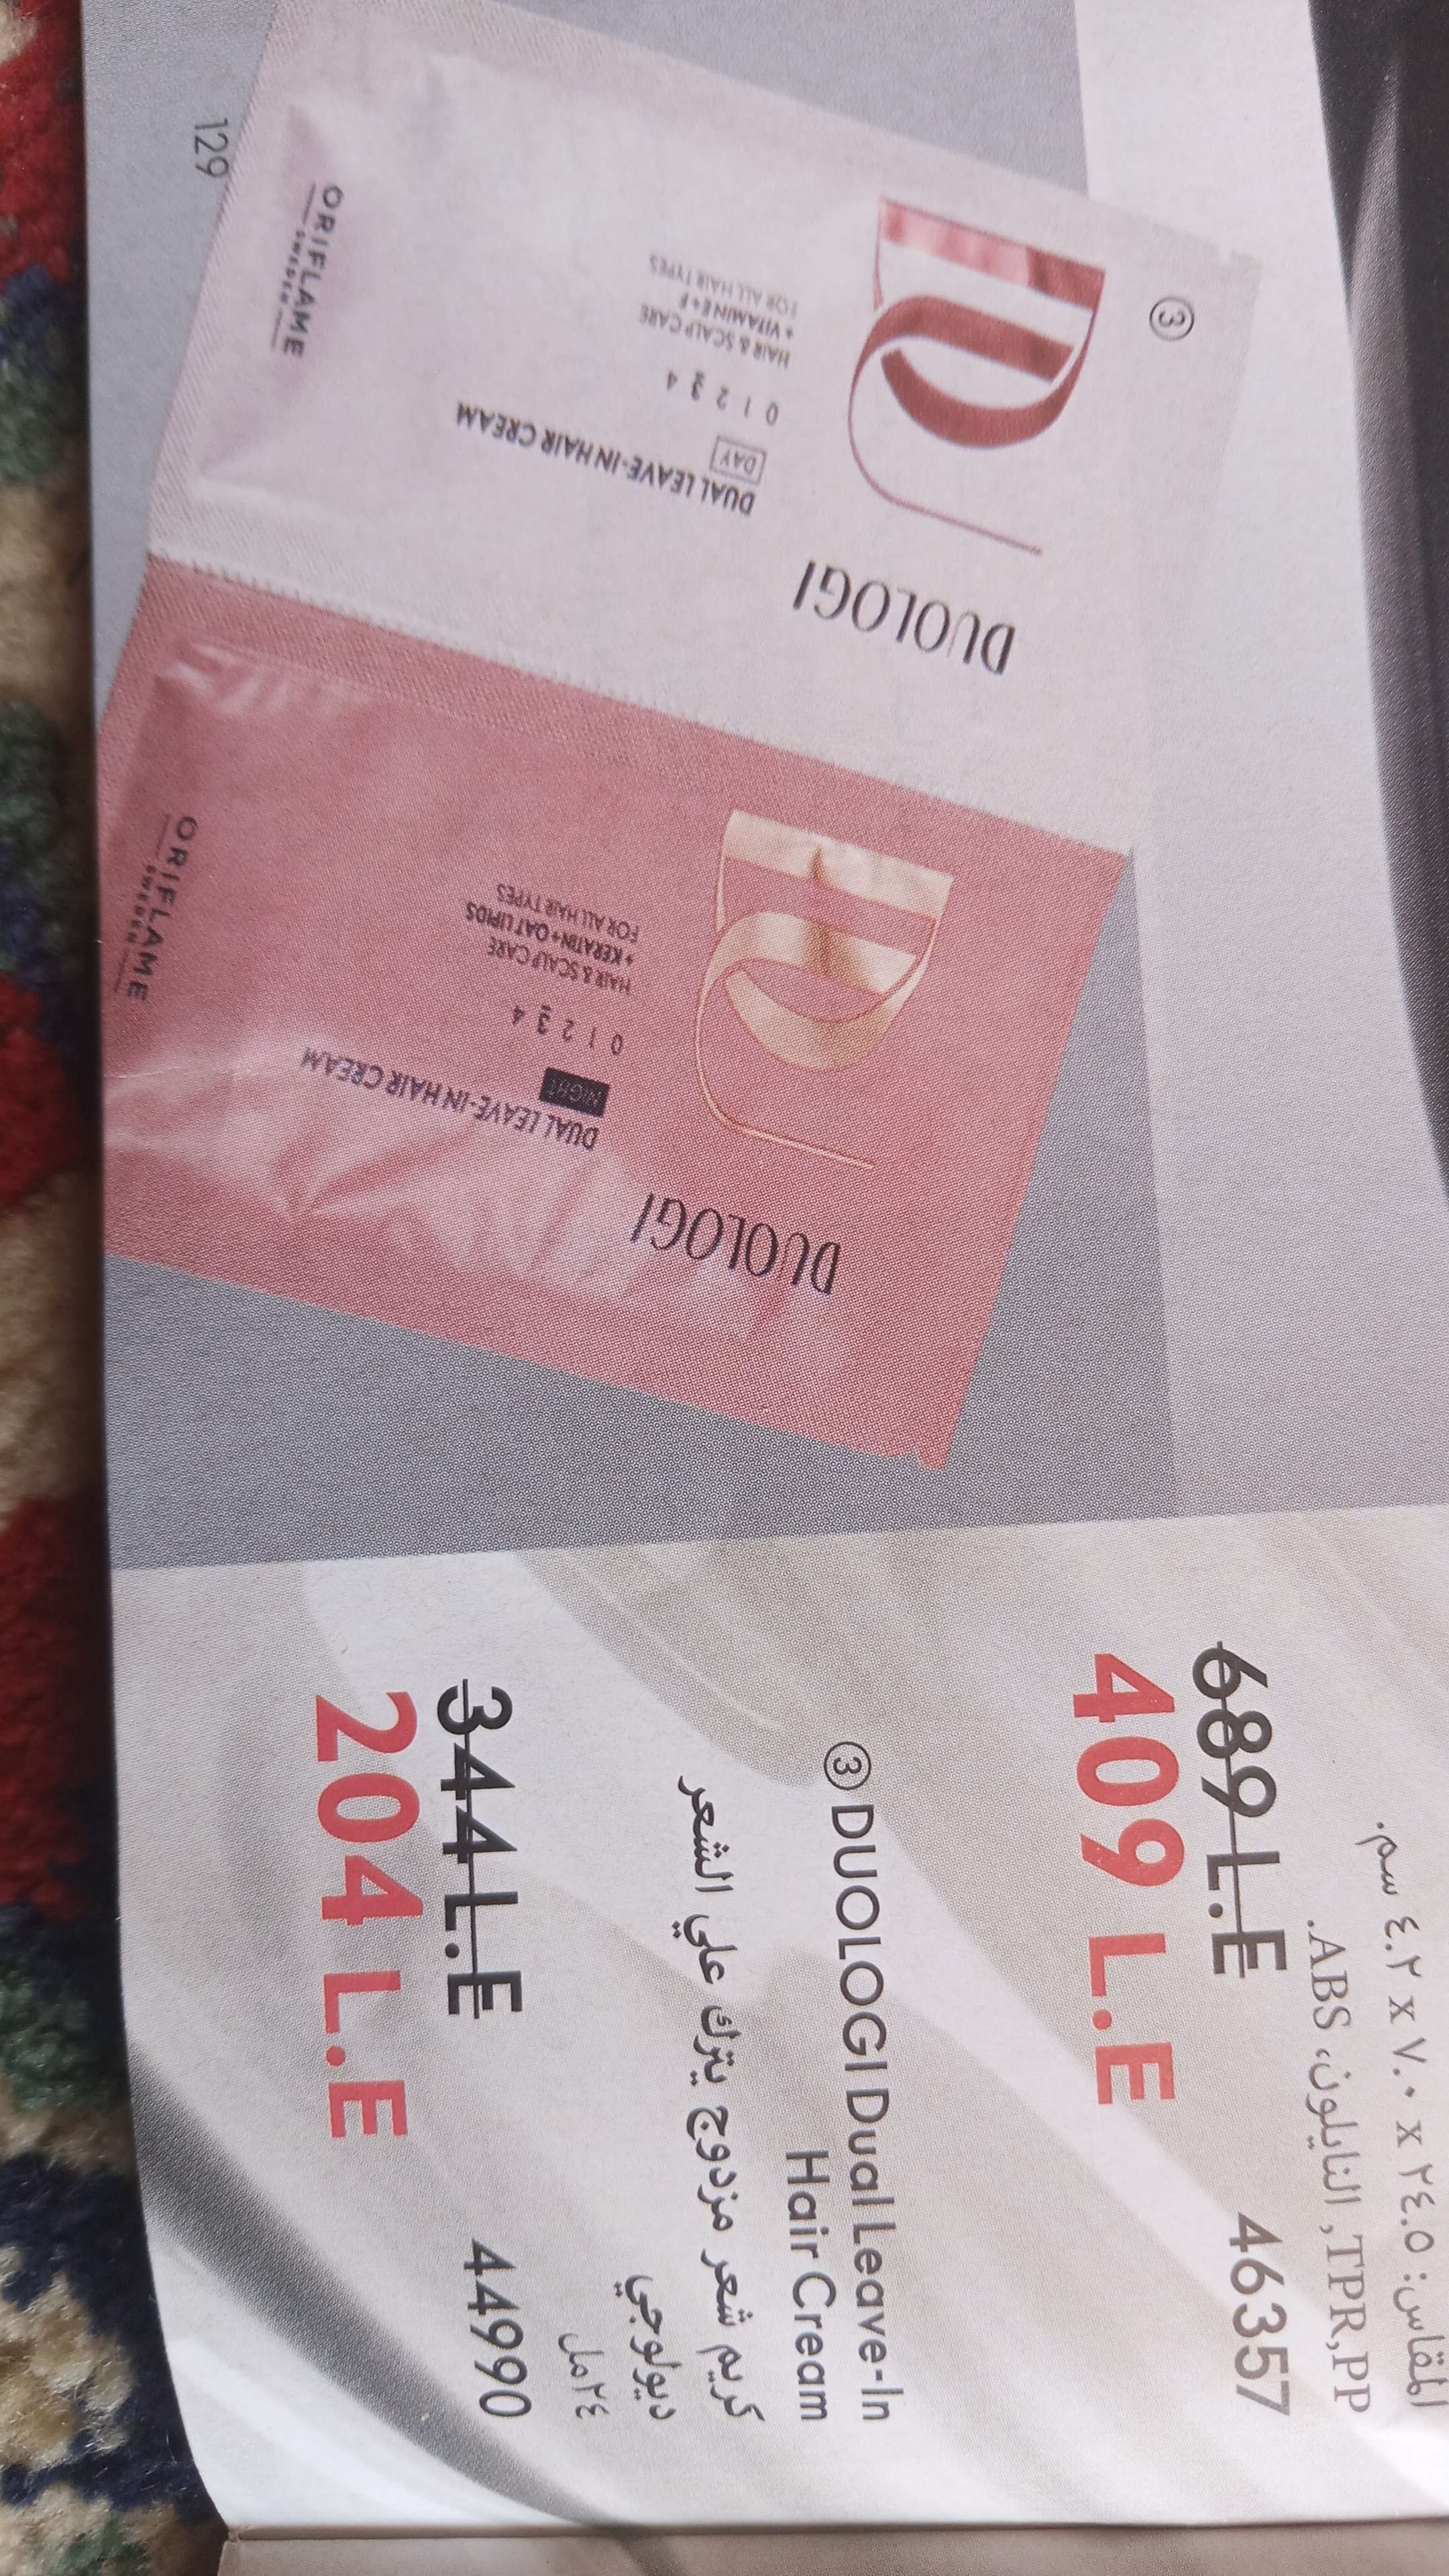 المقاس: ٢٤.٥ x ٧.٠ x ٤.٢ سم.
TPR,PP, النايلون، ABS.
46357
689 L.E
409 L.E
③ DUOLOGI Dual Leave-In
Hair Cream
كريم شعر مزدوج يترك علي الشعر
ديولوجي
٢٤مل
44990
344 L.E
204 L.E
③
DUOLOGI
DUAL LEAVE-IN HAIR CREAM
DAY
0 1 2 3 4
HAIR & SCALP CARE
+ VITAMIN E+F
FOR ALL HAIR TYPES
ORIFLAME
SWEDEN
DUOLOGI
DUAL LEAVE-IN HAIR CREAM
NIGHT
0 1 2 3 4
HAIR & SCALP CARE
+ KERATIN+OAT LIPIDS
FOR ALL HAIR TYPES
ORIFLAME
SWEDEN
129